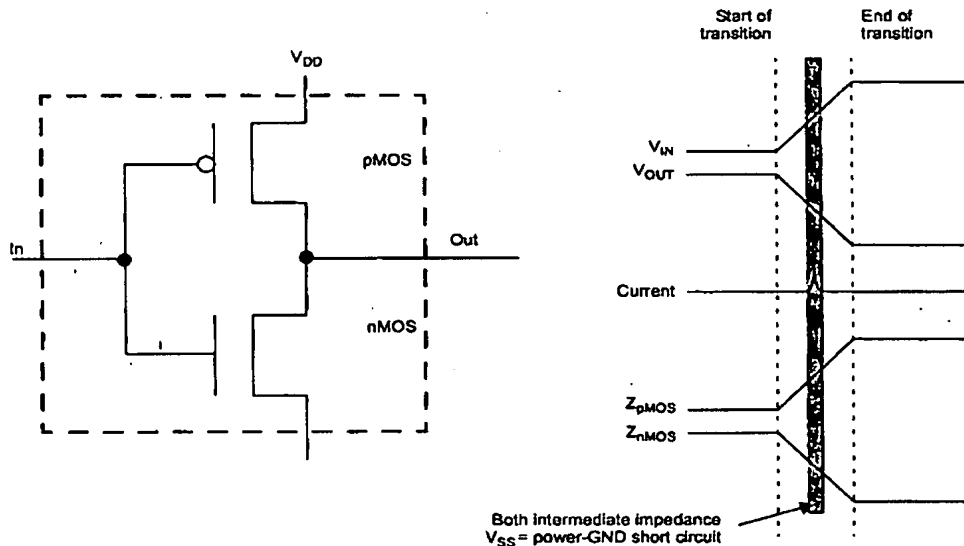 V_DD
pMOS
In
Out
nMOS
Start of
transition
End of
transition
V_IN
V_OUT
Current
Z_pMOS
Z_nMOS
Both intermediate impedance
V_SS = power-GND short circuit